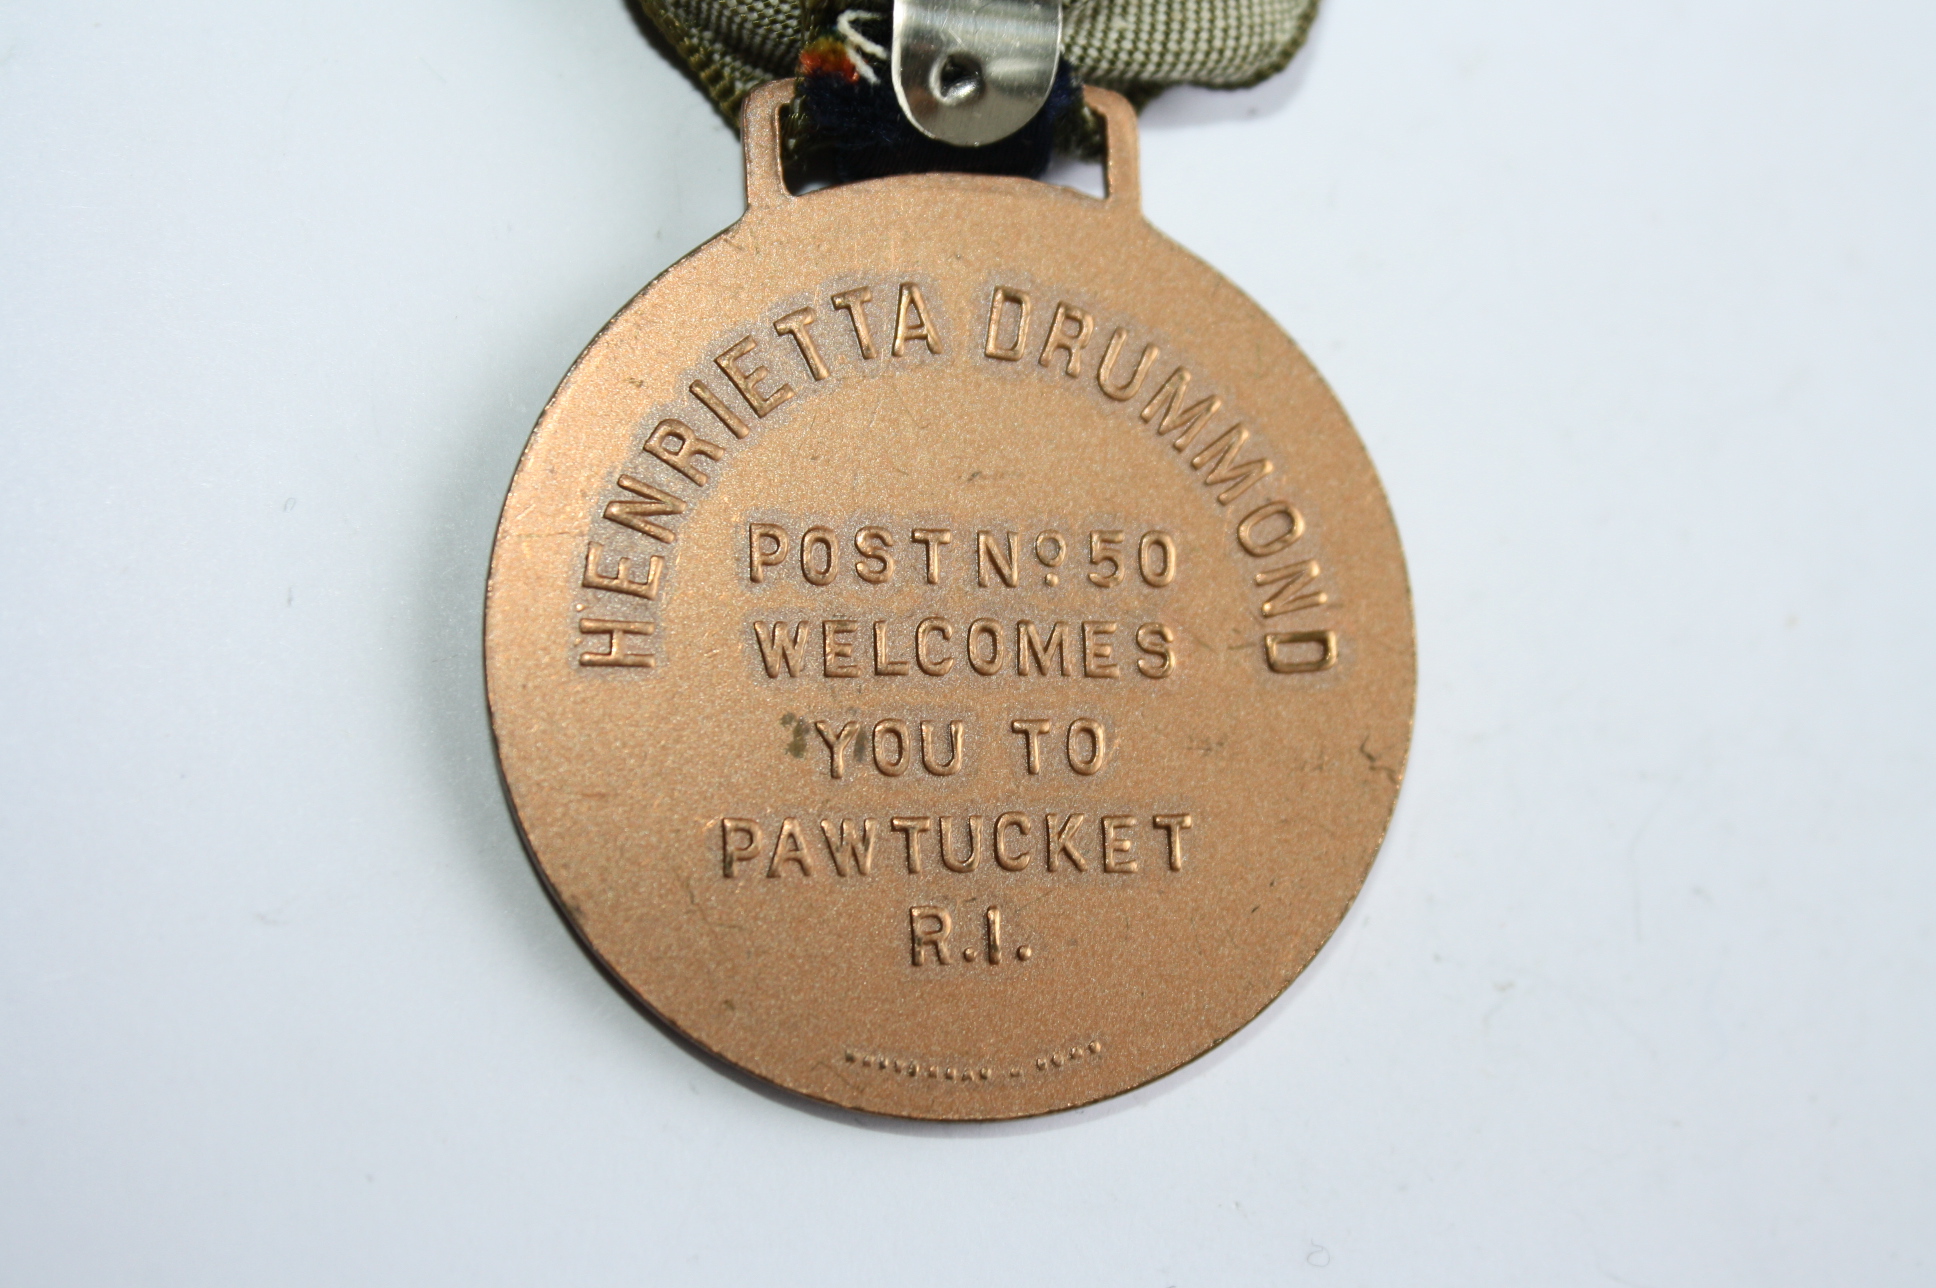 HENRIETTA DRUMMOND
POST Nº 50
WELCOMES
YOU TO
PAWTUCKET
R.I.